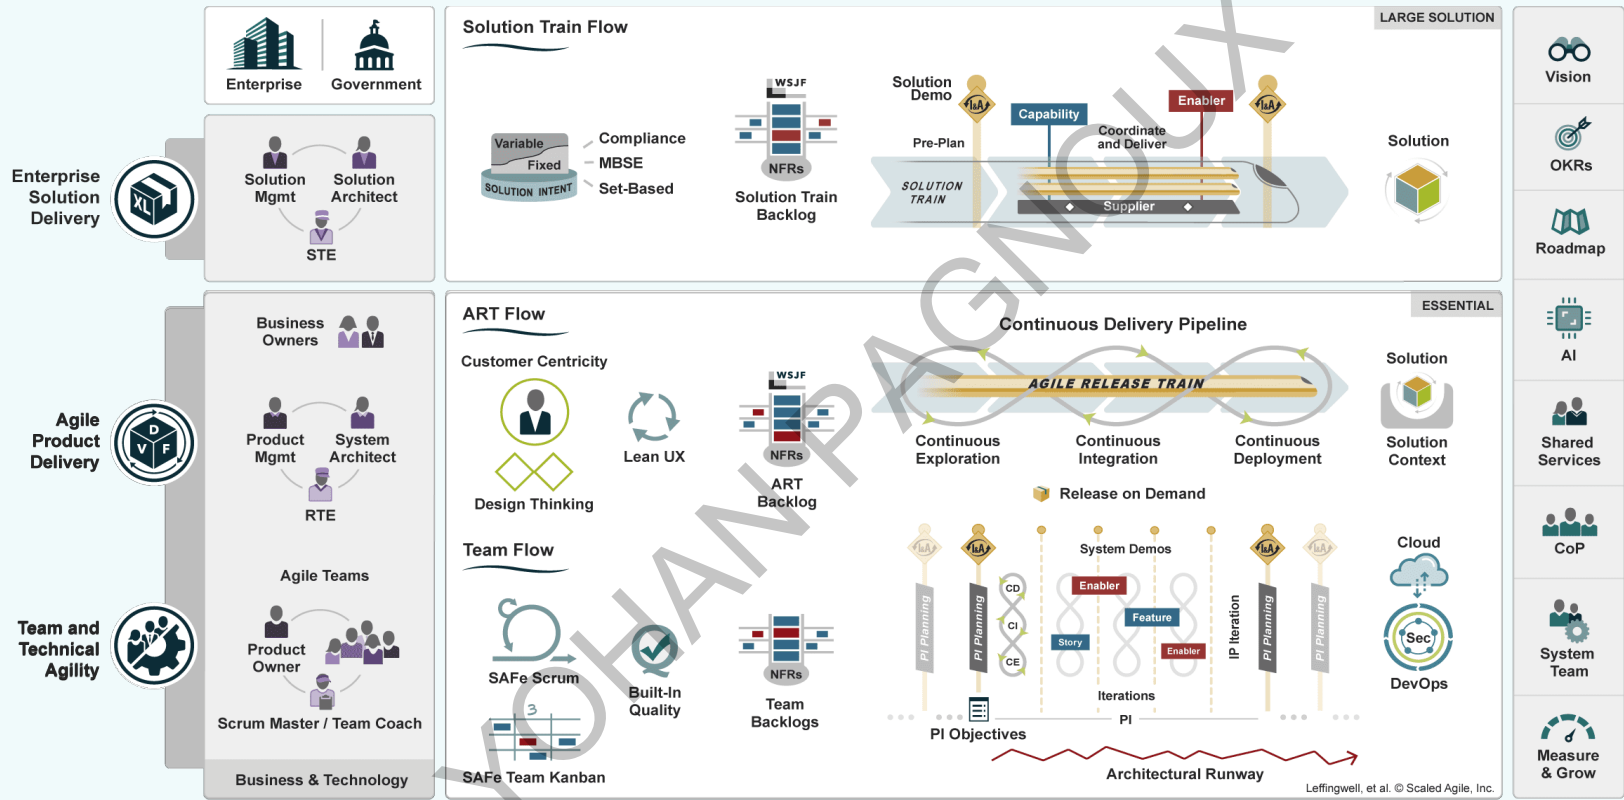 Enterprise
Government
Enterprise
Solution
Delivery
XL
Solution
Mgmt
Solution
Architect
STE
Agile
Product
Delivery
D
V
F
Business
Owners
Product
Mgmt
System
Architect
RTE
Team and
Technical
Agility
Agile Teams
Product
Owner
Scrum Master / Team Coach
Business & Technology
Solution Train Flow
LARGE SOLUTION
Variable
Fixed
SOLUTION INTENT
Compliance
MBSE
Set-Based
WSJF
NFRs
Solution Train
Backlog
Solution
Demo
I&A
Pre-Plan
Capability
Coordinate
and Deliver
Enabler
I&A
SOLUTION
TRAIN
Supplier
Solution
ART Flow
ESSENTIAL
Customer Centricity
Design Thinking
Lean UX
WSJF
NFRs
ART
Backlog
Continuous Delivery Pipeline
AGILE RELEASE TRAIN
Continuous
Exploration
Continuous
Integration
Continuous
Deployment
Release on Demand
Solution
Solution
Context
Team Flow
SAFe Scrum
3
SAFe Team Kanban
Built-In
Quality
NFRs
Team
Backlogs
I&A
I&A
System Demos
I&A
I&A
PI Planning
PI Planning
CD
CI
CE
Enabler
Feature
Story
Enabler
IP Iteration
PI Planning
PI Planning
Iterations
PI
PI Objectives
Architectural Runway
Cloud
Sec
DevOps
Leffingwell, et al. © Scaled Agile, Inc.
Vision
OKRs
Roadmap
AI
Shared
Services
CoP
System
Team
Measure
& Grow
YOHAN PAGNOUX